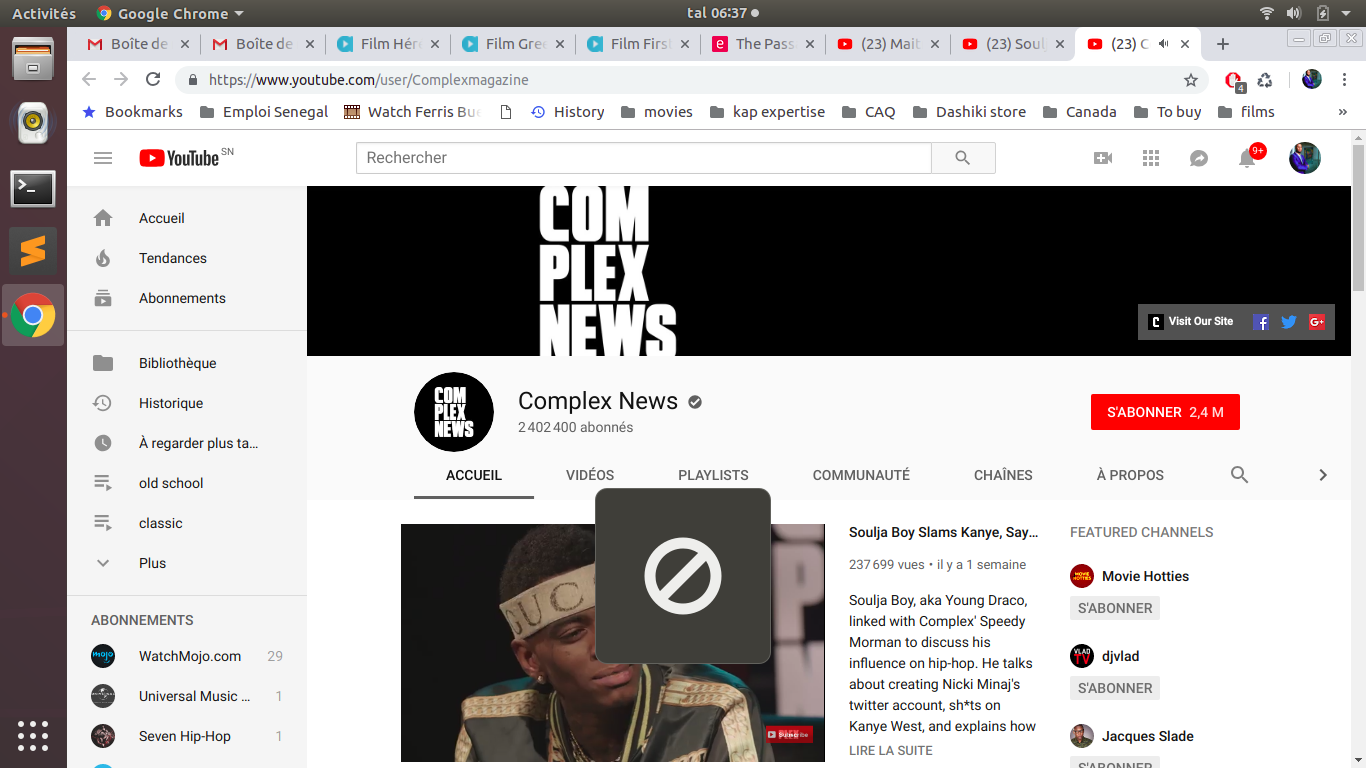 Activités
Google Chrome
tal 06:37
Boîte de
Boîte de
Film Hér
Film Gree
Film First
The Pass
(23) Mait
(23) Soul
(23) C
https://www.youtube.com/user/Complexmagazine
4
Bookmarks
Emploi Senegal
Watch Ferris Bue
History
movies
kap expertise
CAQ
Dashiki store
Canada
To buy
films
»
YouTube SN
Rechercher
9+
Accueil
Tendances
Abonnements
Bibliothèque
Historique
À regarder plus ta...
old school
classic
Plus
ABONNEMENTS
WatchMojo.com 29
Universal Music ... 1
Seven Hip-Hop 1
COM
PLEX
NEWS
C Visit Our Site
COM
PLEX
NEWS
Complex News
2 402 400 abonnés
S'ABONNER 2,4 M
ACCUEIL
VIDÉOS
PLAYLISTS
COMMUNAUTÉ
CHAÎNES
À PROPOS
Soulja Boy Slams Kanye, Say...
237 699 vues • il y a 1 semaine
Soulja Boy, aka Young Draco,
linked with Complex' Speedy
Morman to discuss his
influence on hip-hop. He talks
about creating Nicki Minaj's
twitter account, sh*ts on
Kanye West, and explains how
LIRE LA SUITE
FEATURED CHANNELS
Movie Hotties
S'ABONNER
djvlad
S'ABONNER
Jacques Slade
S'ABONNER